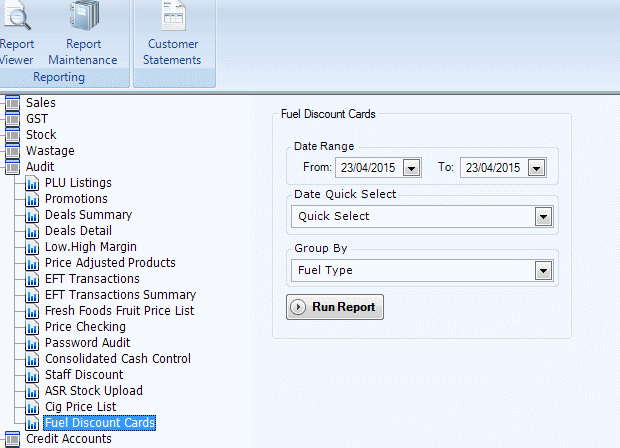 Report Viewer
Report Maintenance
Reporting
Customer Statements
Sales
GST
Stock
Wastage
Audit
PLU Listings
Promotions
Deals Summary
Deals Detail
Low.High Margin
Price Adjusted Products
EFT Transactions
EFT Transactions Summary
Fresh Foods Fruit Price List
Price Checking
Password Audit
Consolidated Cash Control
Staff Discount
ASR Stock Upload
Cig Price List
Fuel Discount Cards
Credit Accounts
Fuel Discount Cards
Date Range
From: 23/04/2015 To: 23/04/2015
Date Quick Select
Quick Select
Group By
Fuel Type
Run Report